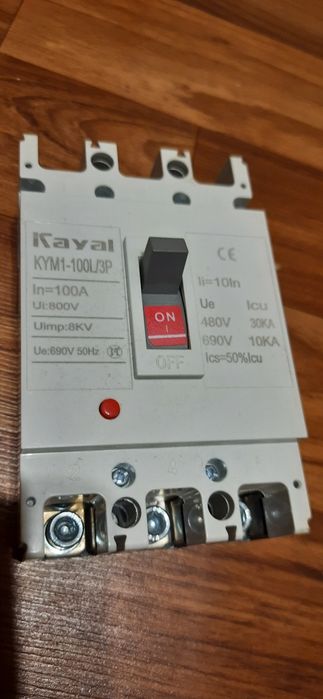 Kayal
KYM1-100L/3P
In=100A
Ui:800V
Uimp:8KV
Ue:690V 50Hz
CE
Ii=10In
Ue Icu
480V 30KA
690V 10KA
ics=50%Icu
ON
I
OFF